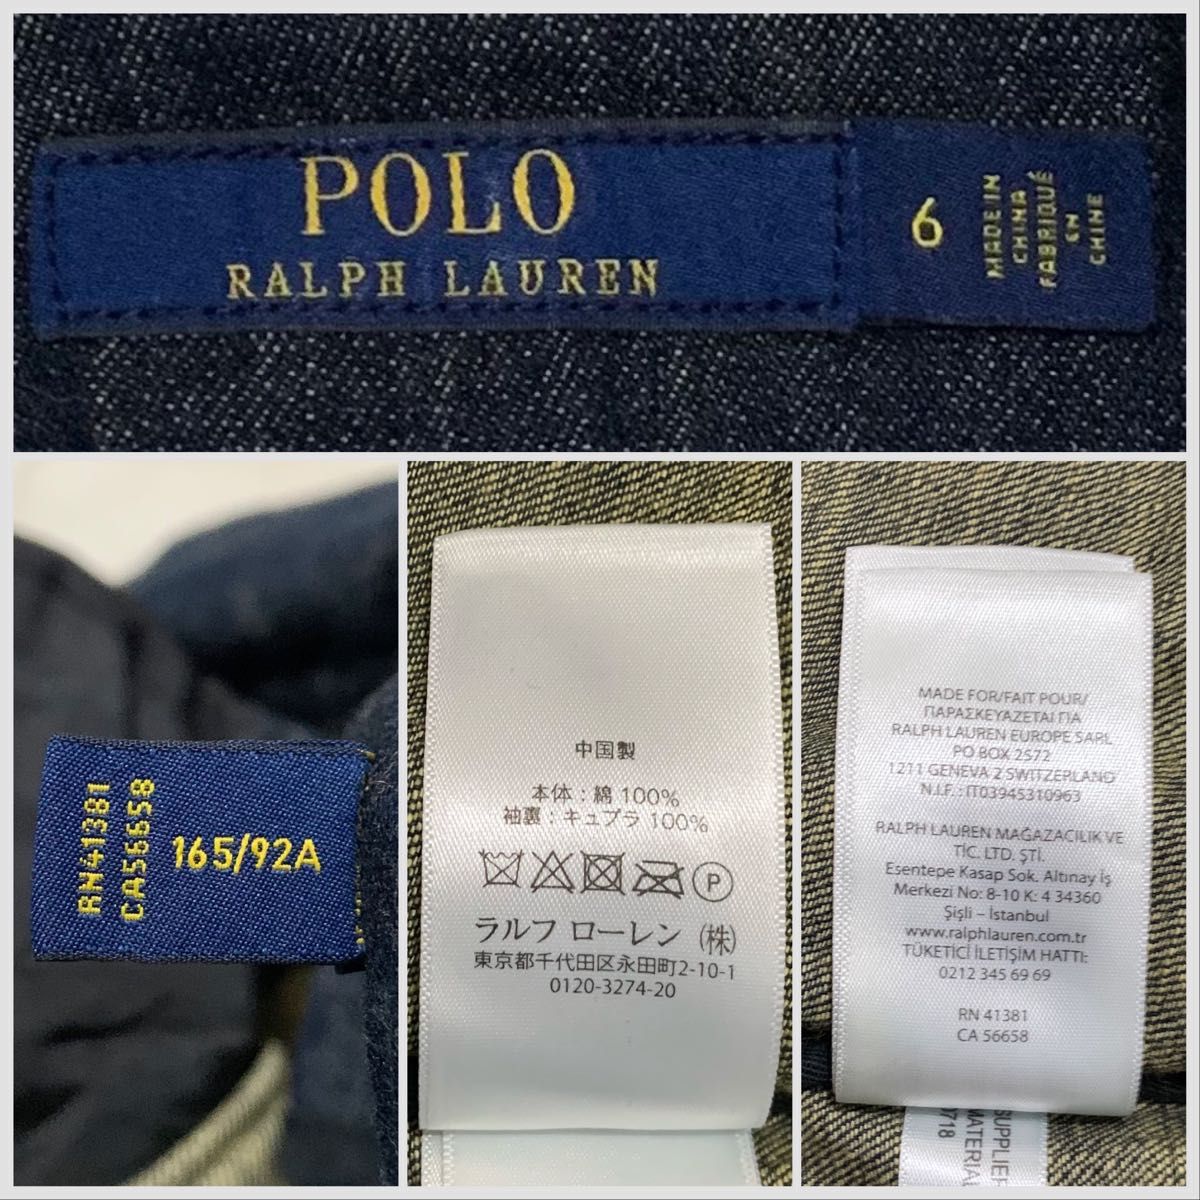 POLO
RALPH LAUREN
6
MADE IN
CHINA
FABRIQUÉ
EN
CHINE
RN41381
CA56658
165/92A
中国製
本体：綿 100%
袖裏：キュプラ 100%
P
ラルフ ローレン (株)
東京都千代田区永田町2-10-1
0120-3274-20
MADE FOR/FAIT POUR/
ΠΑΡΑΣΚΕΥΑΖΕΤΑΙ ΓΙΑ
RALPH LAUREN EUROPE SARL
PO BOX 2572
1211 GENEVA 2 SWITZERLAND
N.I.F.: IT03945310963
RALPH LAUREN MAĞAZACILIK VE
TİC. LTD. ŞTİ.
Esentepe Kasap Sok. Altınay İş
Merkezi No: 8-10 K: 4 34360
Şişli – İstanbul
www.ralphlauren.com.tr
TÜKETİCİ İLETİŞİM HATTI:
0212 345 69 69
RN 41381
CA 56658
SUPPLIER
MATERIAL